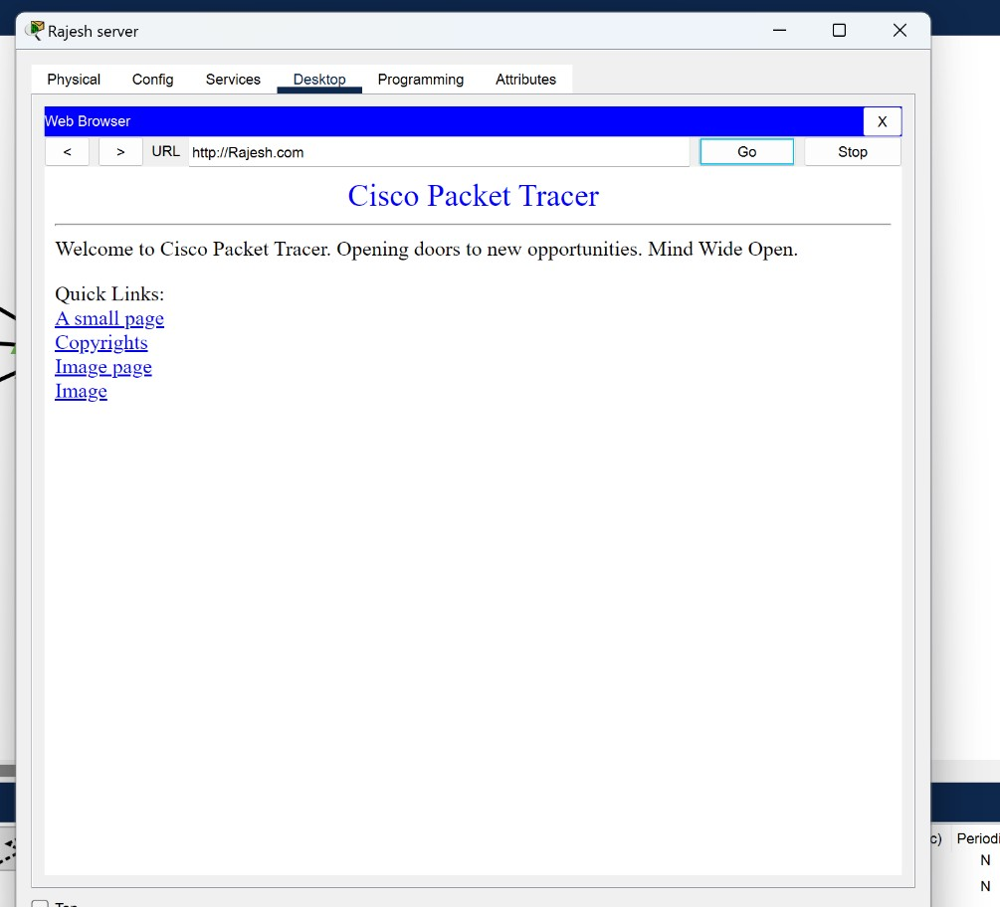 Rajesh server
Physical Config Services Desktop Programming Attributes
Web Browser X
< > URL http://Rajesh.com Go Stop
Cisco Packet Tracer
Welcome to Cisco Packet Tracer. Opening doors to new opportunities. Mind Wide Open.
Quick Links:
A small page
Copyrights
Image page
Image
c) Periodi
N
N